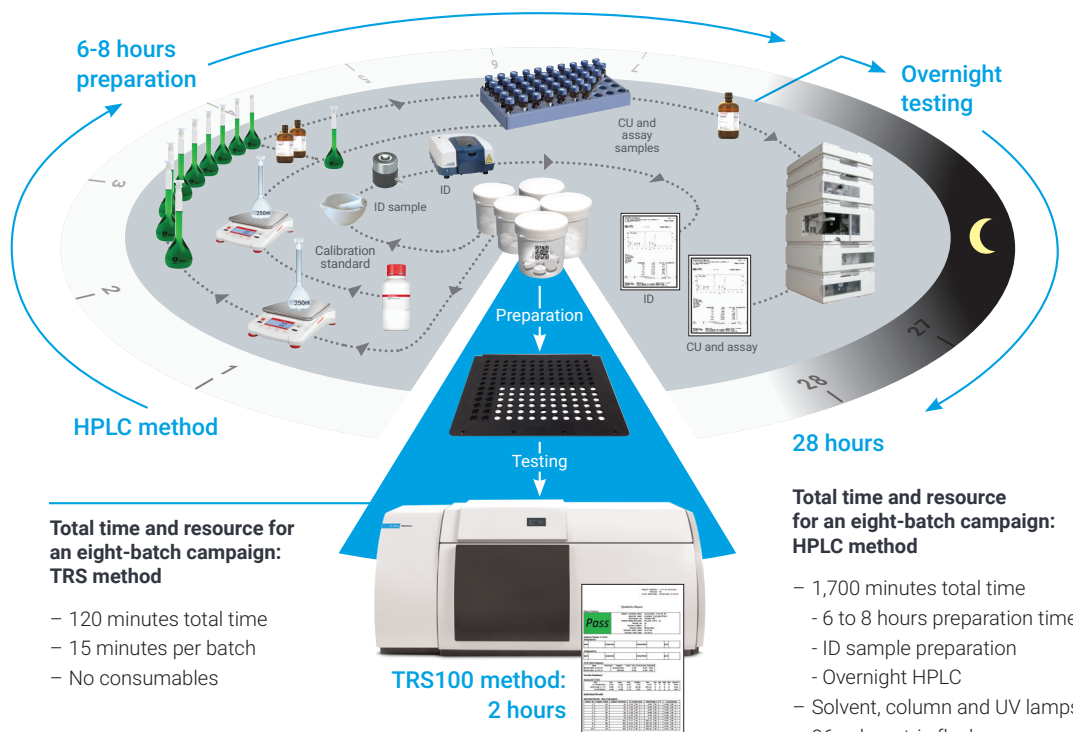 6-8 hours
preparation
Overnight
testing
1
2
3
5
6
7
27
28
CU and
assay
samples
ID
ID sample
250ml
Calibration
standard
250ml
ID
CU and assay
Preparation
Testing
HPLC method
28 hours
Total time and resource for
an eight-batch campaign:
TRS method
– 120 minutes total time
– 15 minutes per batch
– No consumables
Pass
TRS100 method:
2 hours
Total time and resource
for an eight-batch campaign:
HPLC method
– 1,700 minutes total time
- 6 to 8 hours preparation time
- ID sample preparation
- Overnight HPLC
– Solvent, column and UV lamps